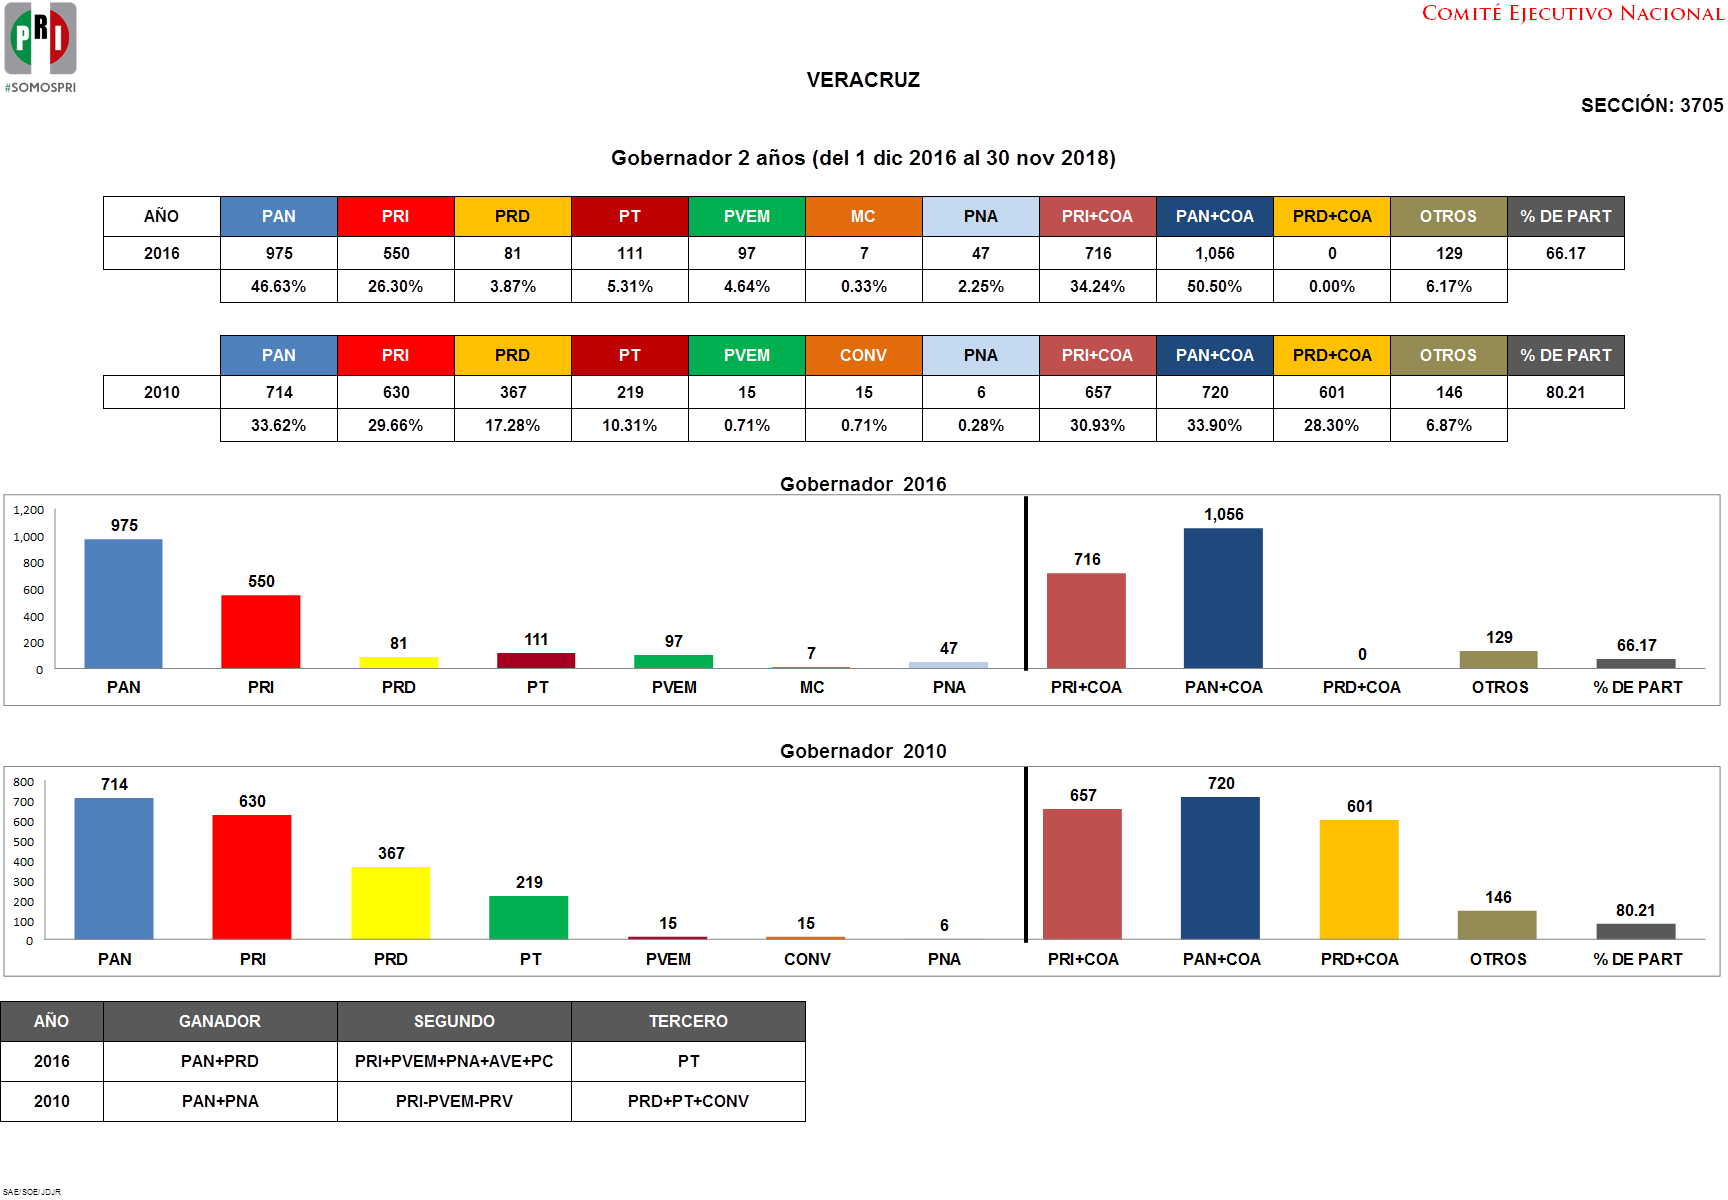 PRI
#SOMOSPRI
COMITÉ EJECUTIVO NACIONAL
VERACRUZ
SECCIÓN: 3705
Gobernador 2 años (del 1 dic 2016 al 30 nov 2018)
AÑO PAN PRI PRD PT PVEM MC PNA PRI+COA PAN+COA PRD+COA OTROS % DE PART
2016 975 550 81 111 97 7 47 716 1,056 0 129 66.17
46.63% 26.30% 3.87% 5.31% 4.64% 0.33% 2.25% 34.24% 50.50% 0.00% 6.17%
PAN PRI PRD PT PVEM CONV PNA PRI+COA PAN+COA PRD+COA OTROS % DE PART
2010 714 630 367 219 15 15 6 657 720 601 146 80.21
33.62% 29.66% 17.28% 10.31% 0.71% 0.71% 0.28% 30.93% 33.90% 28.30% 6.87%
Gobernador 2016
1,200
1,000
800
600
400
200
0
975 550 81 111 97 7 47 716 1,056 0 129 66.17
PAN PRI PRD PT PVEM MC PNA PRI+COA PAN+COA PRD+COA OTROS % DE PART
Gobernador 2010
800
700
600
500
400
300
200
100
0
714 630 367 219 15 15 6 657 720 601 146 80.21
PAN PRI PRD PT PVEM CONV PNA PRI+COA PAN+COA PRD+COA OTROS % DE PART
AÑO GANADOR SEGUNDO TERCERO
2016 PAN+PRD PRI+PVEM+PNA+AVE+PC PT
2010 PAN+PNA PRI-PVEM-PRV PRD+PT+CONV
SAE/SOE/JDJR